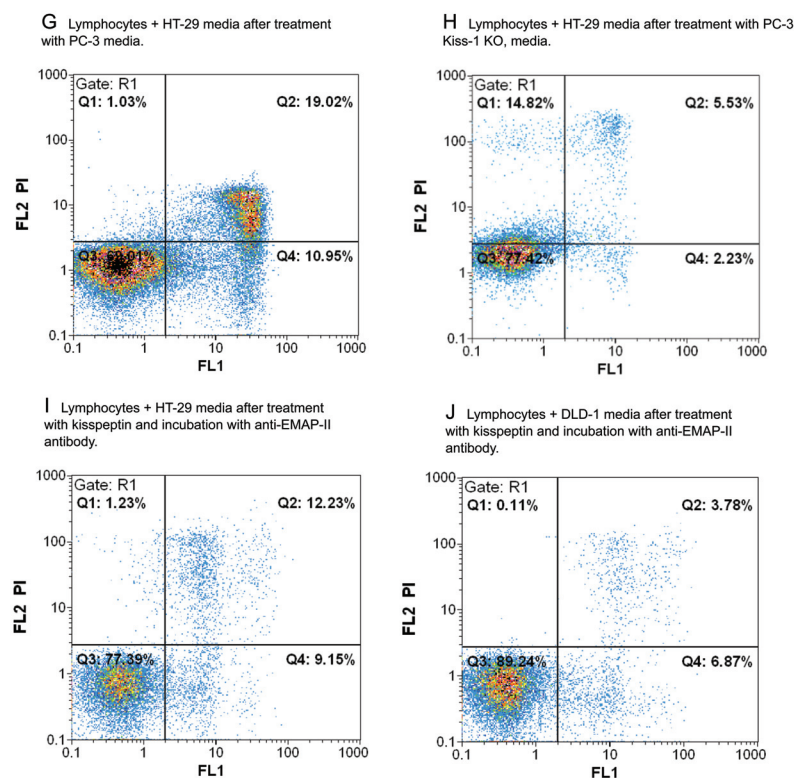 G Lymphocytes + HT-29 media after treatment
with PC-3 media.
1000
100
10
1
0.1
FL2 PI
Gate: R1
Q1: 1.03%
Q2: 19.02%
Q3:
Q4: 10.95%
0.1 1 10 100 1000
FL1
H Lymphocytes + HT-29 media after treatment with PC-3
Kiss-1 KO, media.
1000
100
10
1
0.1
FL2 PI
Gate: R1
Q1: 14.82%
Q2: 5.53%
Q3: 77.42%
Q4: 2.23%
0.1 1 10 100 1000
FL1
I Lymphocytes + HT-29 media after treatment
with kisspeptin and incubation with anti-EMAP-II
antibody.
1000
100
10
1
0.1
FL2 PI
Gate: R1
Q1: 1.23%
Q2: 12.23%
Q3: 77.39%
Q4: 9.15%
0.1 1 10 100 1000
FL1
J Lymphocytes + DLD-1 media after treatment
with kisspeptin and incubation with anti-EMAP-II
antibody.
1000
100
10
1
0.1
FL2 PI
Gate: R1
Q1: 0.11%
Q2: 3.78%
Q3: 89.24%
Q4: 6.87%
0.1 1 10 100 1000
FL1